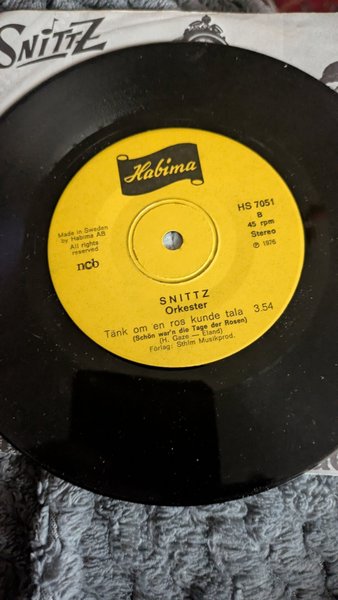 SNITTZ
Habima
Made in Sweden
by Habima AB
All rights
reserved
ncb
HS 7051
B
45 rpm
Stereo
℗ 1976
SNITTZ
Orkester
Tänk om en ros kunde tala 3.54
(Schön war'n die Tage der Rosen)
(H. Gaze — Eland)
Förlag: Sthlm Musikprod.